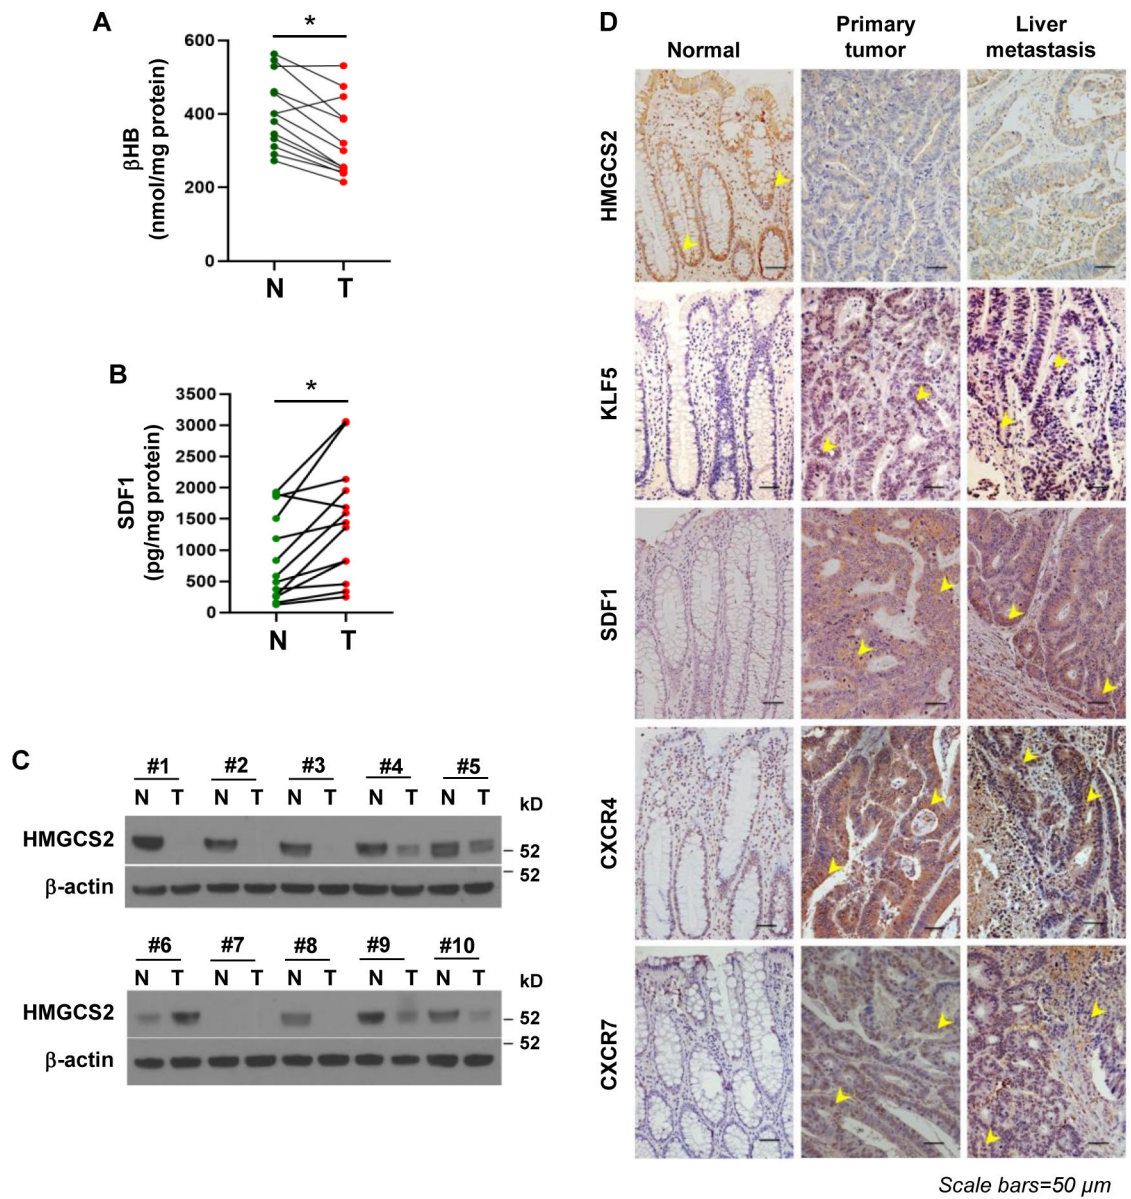 A
*
600
400
200
0
βHB
(nmol/mg protein)
N T
B
*
3500
3000
2500
2000
1500
1000
500
0
SDF1
(pg/mg protein)
N T
C
#1 #2 #3 #4 #5
N T N T N T N T N T kD
HMGCS2
52
β-actin
52
#6 #7 #8 #9 #10
N T N T N T N T N T kD
HMGCS2
52
β-actin
52
D
Normal
Primary
tumor
Liver
metastasis
HMGCS2
KLF5
SDF1
CXCR4
CXCR7
Scale bars=50 µm